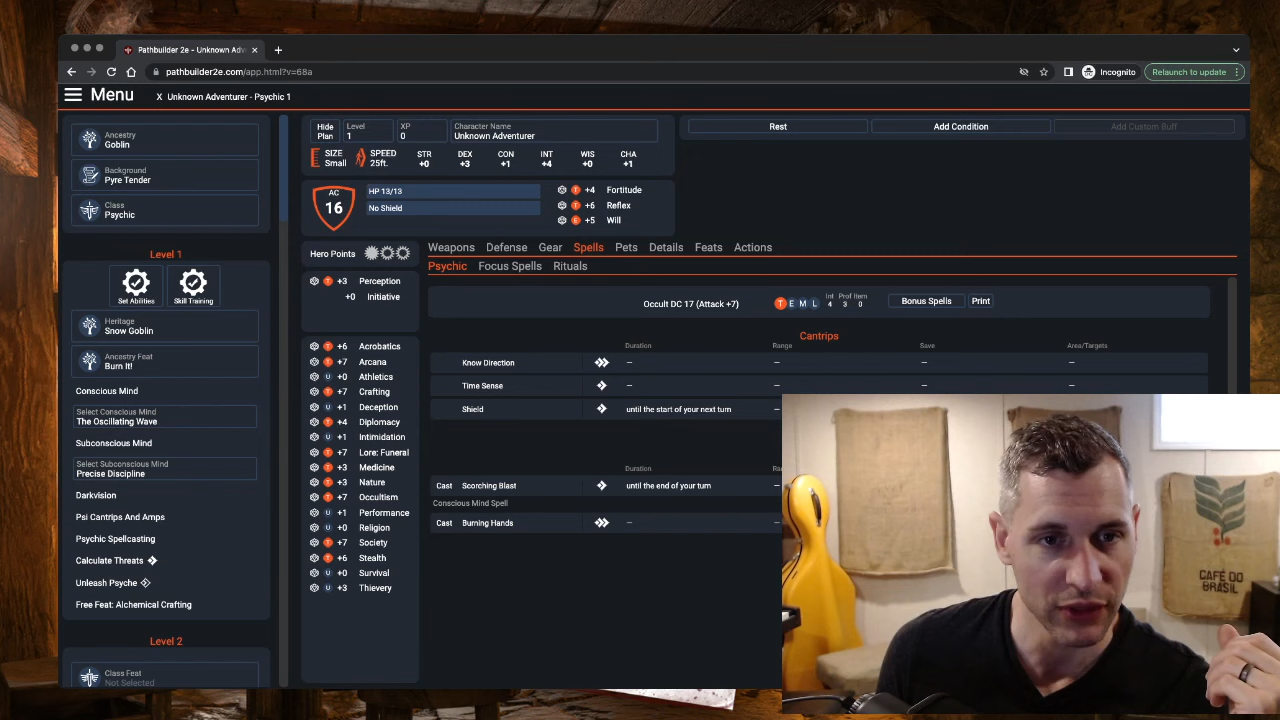 Pathbuilder 2e - Unknown Adv
pathbuilder2e.com/app.html?v=68a
Incognito
Relaunch to update
Menu
X Unknown Adventurer - Psychic 1
Ancestry
Goblin
Background
Pyre Tender
Class
Psychic
Level 1
Set Abilities
Skill Training
Heritage
Snow Goblin
Ancestry Feat
Burn It!
Conscious Mind
Select Conscious Mind
The Oscillating Wave
Subconscious Mind
Select Subconscious Mind
Precise Discipline
Darkvision
Psi Cantrips And Amps
Psychic Spellcasting
Calculate Threats
Unleash Psyche
Free Feat: Alchemical Crafting
Level 2
Class Feat
Not Selected
Hide Plan
Level
1
XP
0
Character Name
Unknown Adventurer
SIZE
Small
SPEED
25ft.
STR
+0
DEX
+3
CON
+1
INT
+4
WIS
+0
CHA
+1
AC
16
HP 13/13
No Shield
T +4 Fortitude
T +6 Reflex
E +5 Will
Rest
Add Condition
Add Custom Buff
Hero Points
T +3 Perception
+0 Initiative
T +6 Acrobatics
T +7 Arcana
U +0 Athletics
T +7 Crafting
U +1 Deception
T +4 Diplomacy
U +1 Intimidation
T +7 Lore: Funeral
T +3 Medicine
T +3 Nature
T +7 Occultism
U +1 Performance
U +0 Religion
T +7 Society
T +6 Stealth
U +0 Survival
U +3 Thievery
Weapons Defense Gear Spells Pets Details Feats Actions
Psychic Focus Spells Rituals
Occult DC 17 (Attack +7)
T E M L
Int Prof Item
4 3 0
Bonus Spells
Print
Cantrips
Duration Range Save Area/Targets
Know Direction – – – –
Time Sense – – – –
Shield until the start of your next turn –
Duration
Cast Scorching Blast until the end of your turn –
Conscious Mind Spell
Cast Burning Hands – –
CAFÉ DO
BRASIL